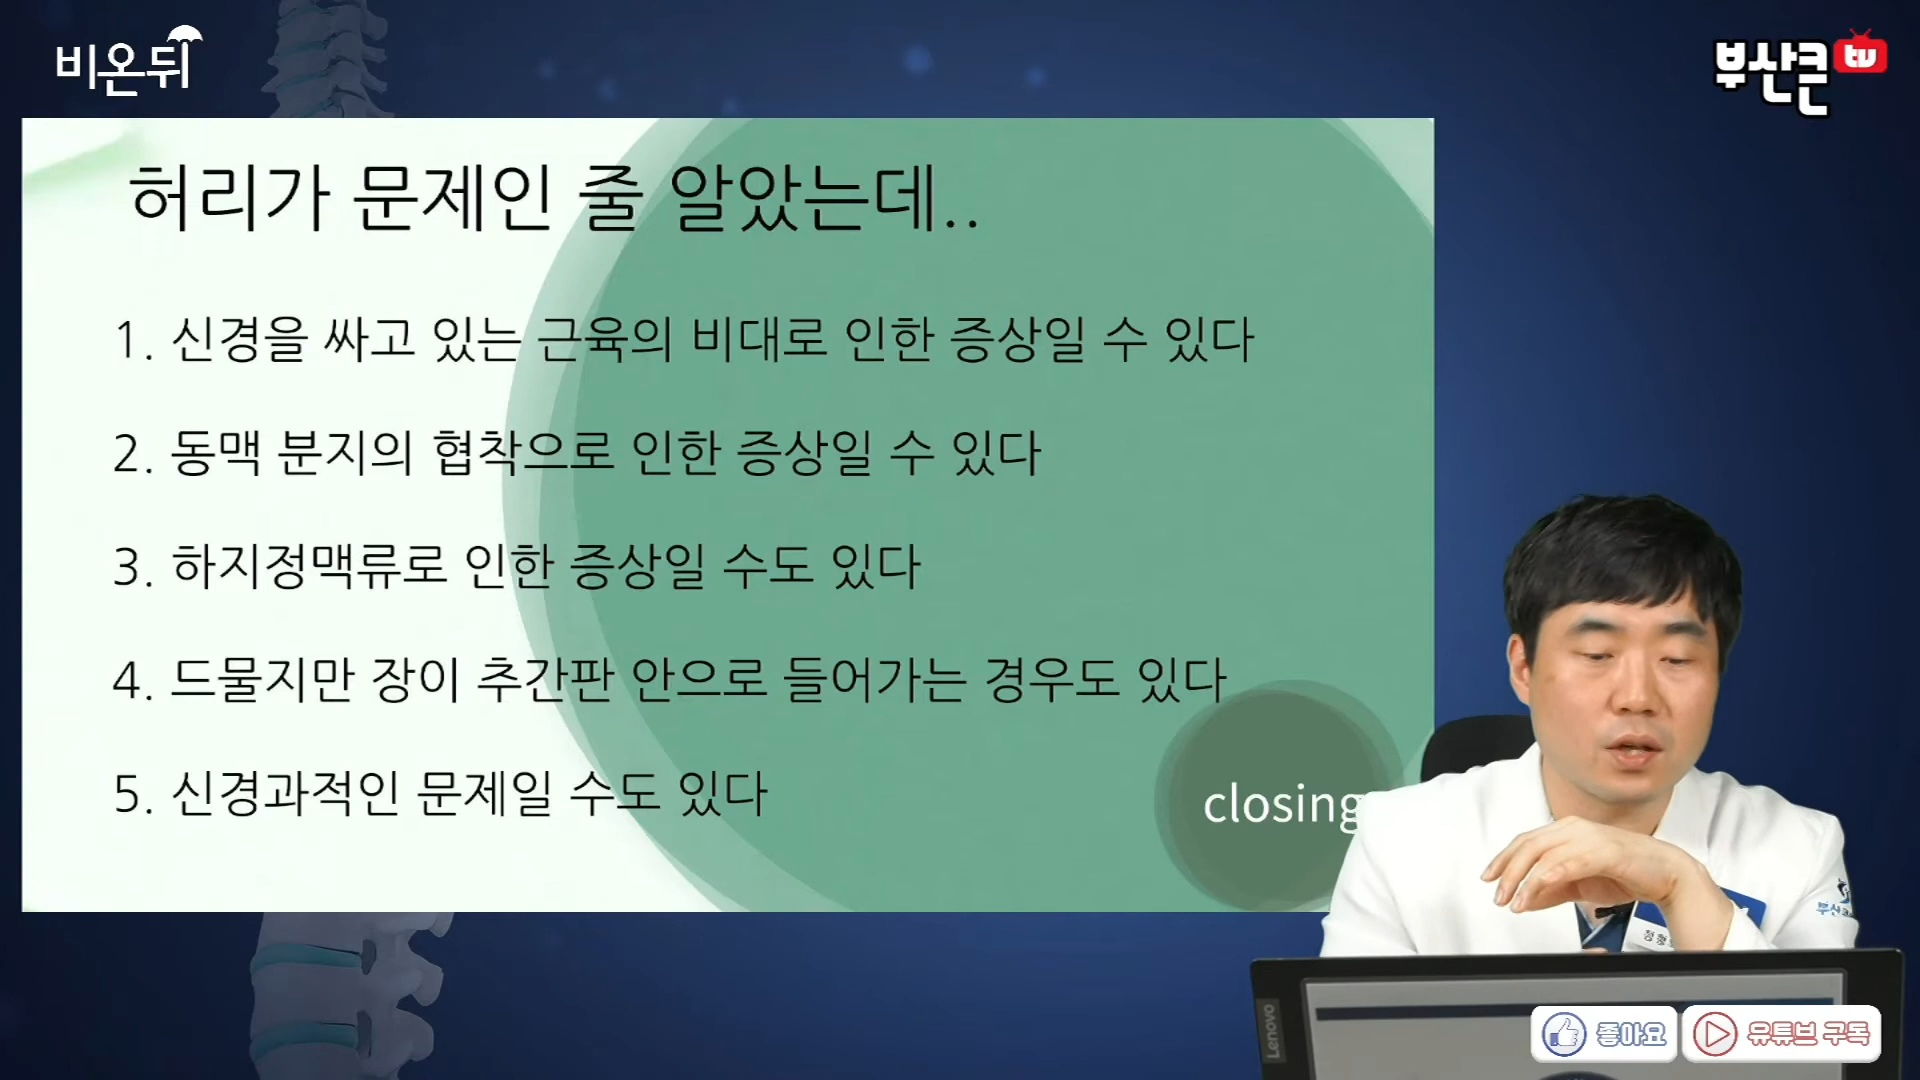 비온뒤
부산큰 tv
허리가 문제인 줄 알았는데..
1. 신경을 싸고 있는 근육의 비대로 인한 증상일 수 있다
2. 동맥 분지의 협착으로 인한 증상일 수 있다
3. 하지정맥류로 인한 증상일 수도 있다
4. 드물지만 장이 추간판 안으로 들어가는 경우도 있다
5. 신경과적인 문제일 수도 있다
closing
Lenovo
좋아요
유튜브 구독